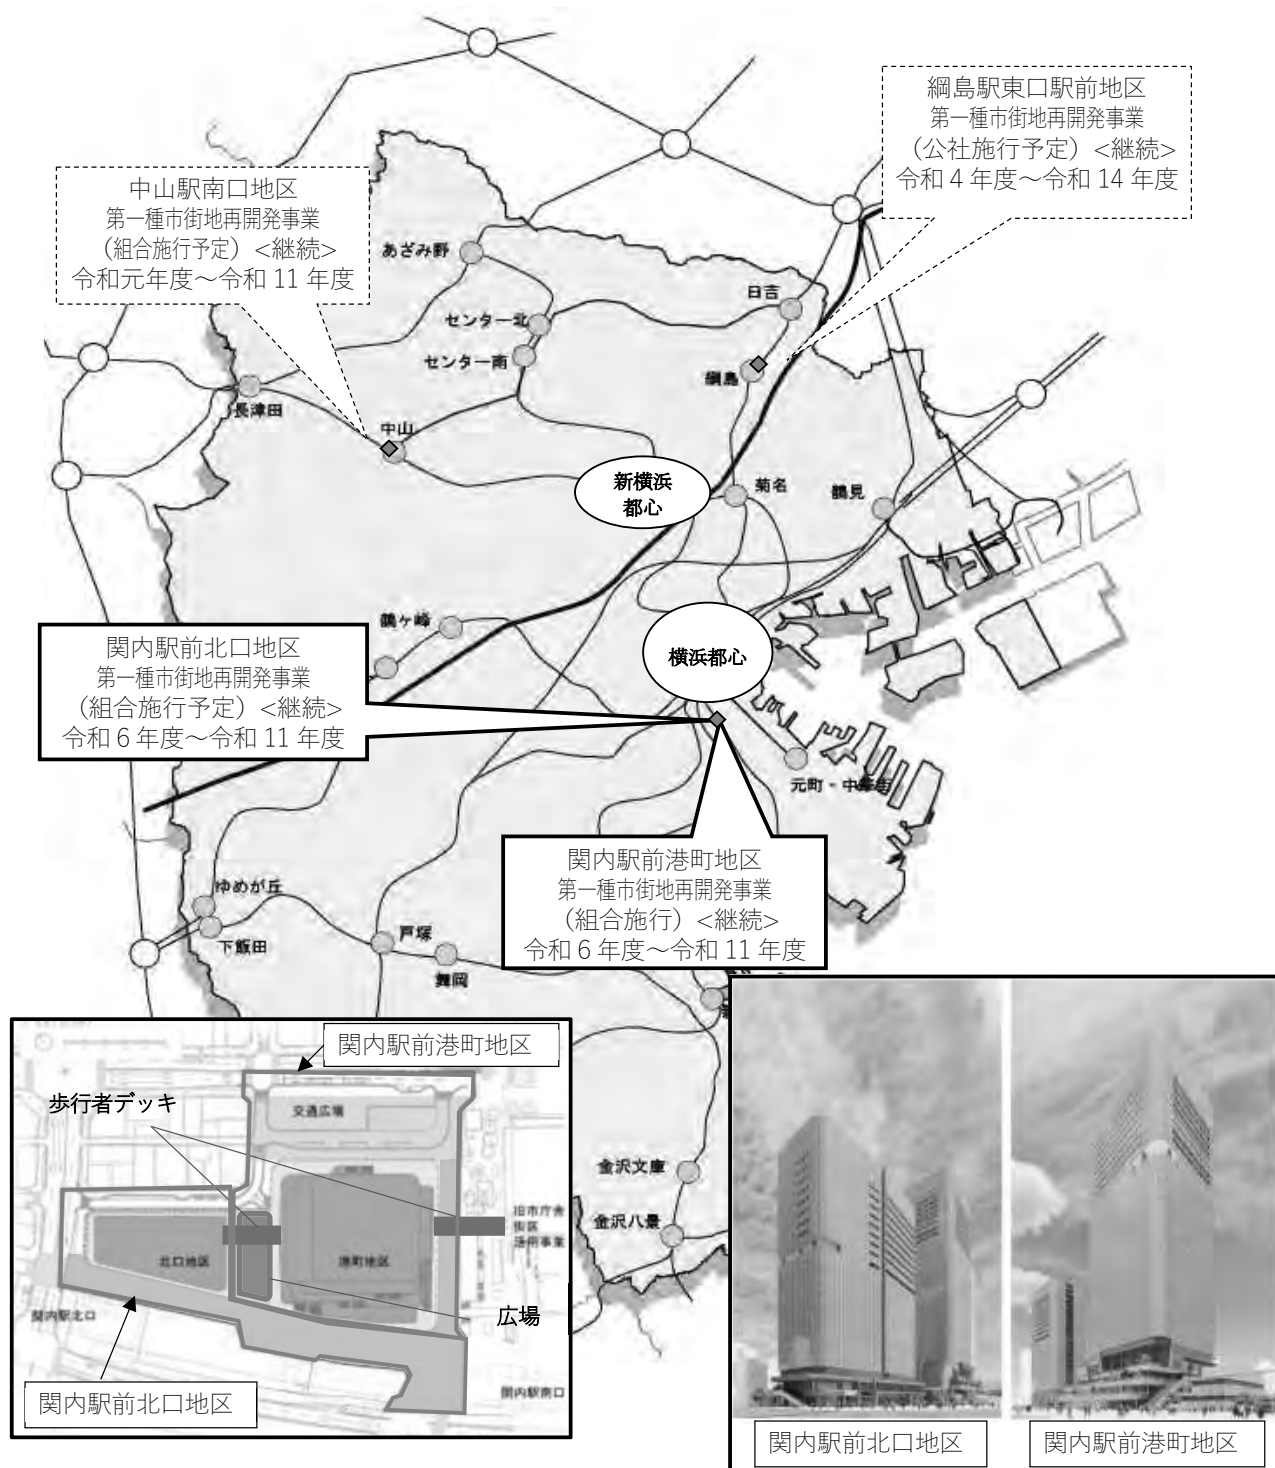 綱島駅東口駅前地区
第一種市街地再開発事業
（公社施行予定）<継続>
令和４年度～令和 14 年度
中山駅南口地区
第一種市街地再開発事業
（組合施行予定）<継続>
令和元年度～令和 11 年度
あざみ野
日吉
センター北
センター南
綱島
長津田
中山
新横浜
都心
菊名
鶴見
鶴ヶ峰
横浜都心
関内駅前北口地区
第一種市街地再開発事業
（組合施行予定）<継続>
令和６年度～令和 11 年度
元町・中華街
関内駅前港町地区
第一種市街地再開発事業
（組合施行）<継続>
令和６年度～令和 11 年度
ゆめが丘
下飯田
戸塚
舞岡
金沢文庫
金沢八景
関内駅前港町地区
歩行者デッキ
交通広場
旧市庁舎
街区
活用事業
北口地区
港町地区
広場
関内駅北口
関内駅南口
関内駅前北口地区
関内駅前北口地区
関内駅前港町地区